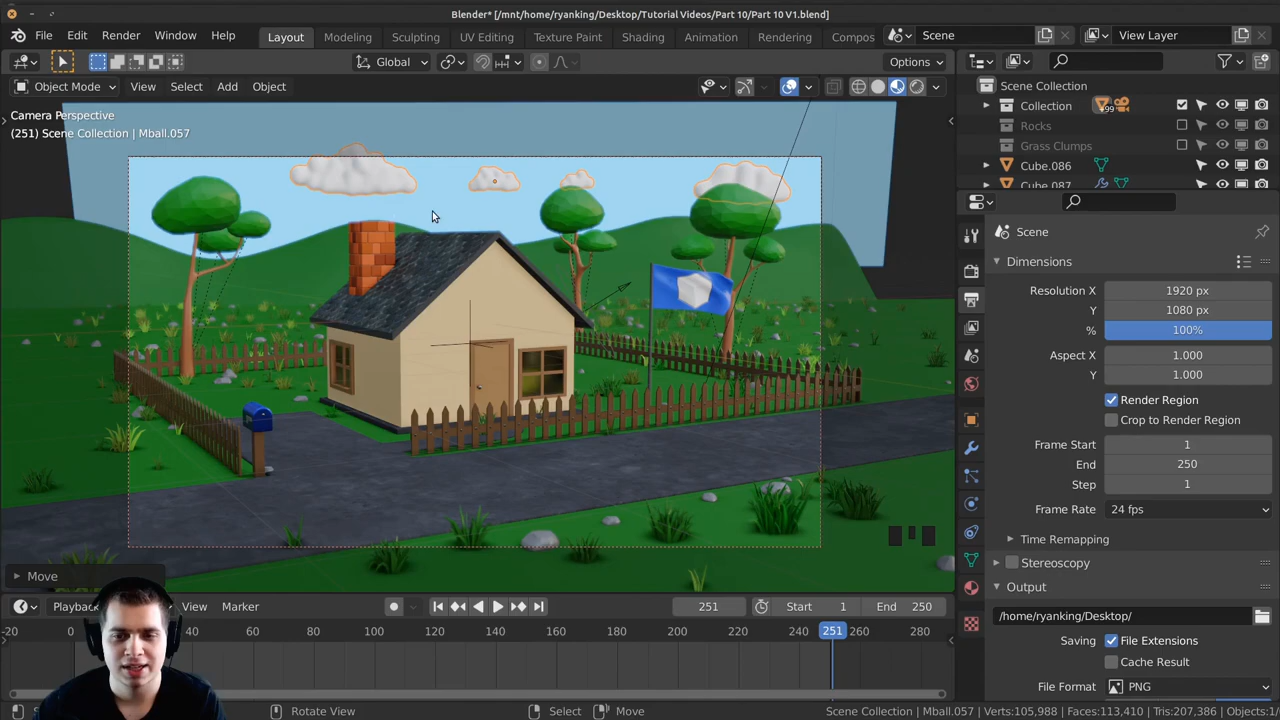 Blender* [/mnt/home/ryanking/Desktop/Tutorial Videos/Part 10/Part 10 V1.blend]
File Edit Render Window Help Layout Modeling Sculpting UV Editing Texture Paint Shading Animation Rendering Compos Scene View Layer
Global Options
Object Mode View Select Add Object
Camera Perspective
(251) Scene Collection | Mball.057
Scene Collection
Collection 99
Rocks
Grass Clumps
Cube.086
Cube.087
Scene
Dimensions
Resolution X 1920 px
Y 1080 px
% 100%
Aspect X 1.000
Y 1.000
Render Region
Crop to Render Region
Frame Start 1
End 250
Step 1
Frame Rate 24 fps
Time Remapping
Stereoscopy
Output
/home/ryanking/Desktop/
Saving File Extensions
Cache Result
File Format PNG
Move
Playback View Marker 251 Start 1 End 250
-20 0 40 60 80 100 120 140 160 180 200 220 240 251 260 280
Rotate View Select Move Scene Collection | Mball.057 Verts:105,988 Faces:113,410 Tris:207,386 Objects:1/